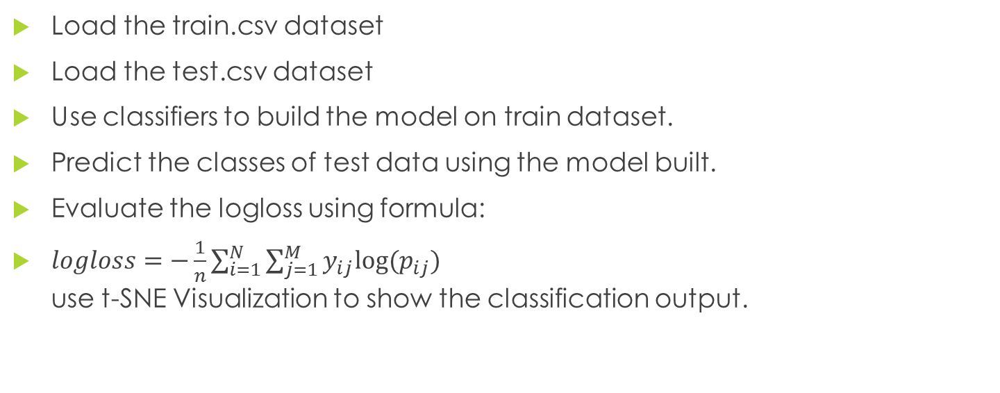 Load the train.csv dataset
Load the test.csv dataset
Use classifiers to build the model on train dataset.
Predict the classes of test data using the model built.
Evaluate the logloss using formula:
$logloss = -\frac{1}{n}\sum_{i=1}^{N}\sum_{j=1}^{M} y_{ij}\log(p_{ij})$
use t-SNE Visualization to show the classification output.